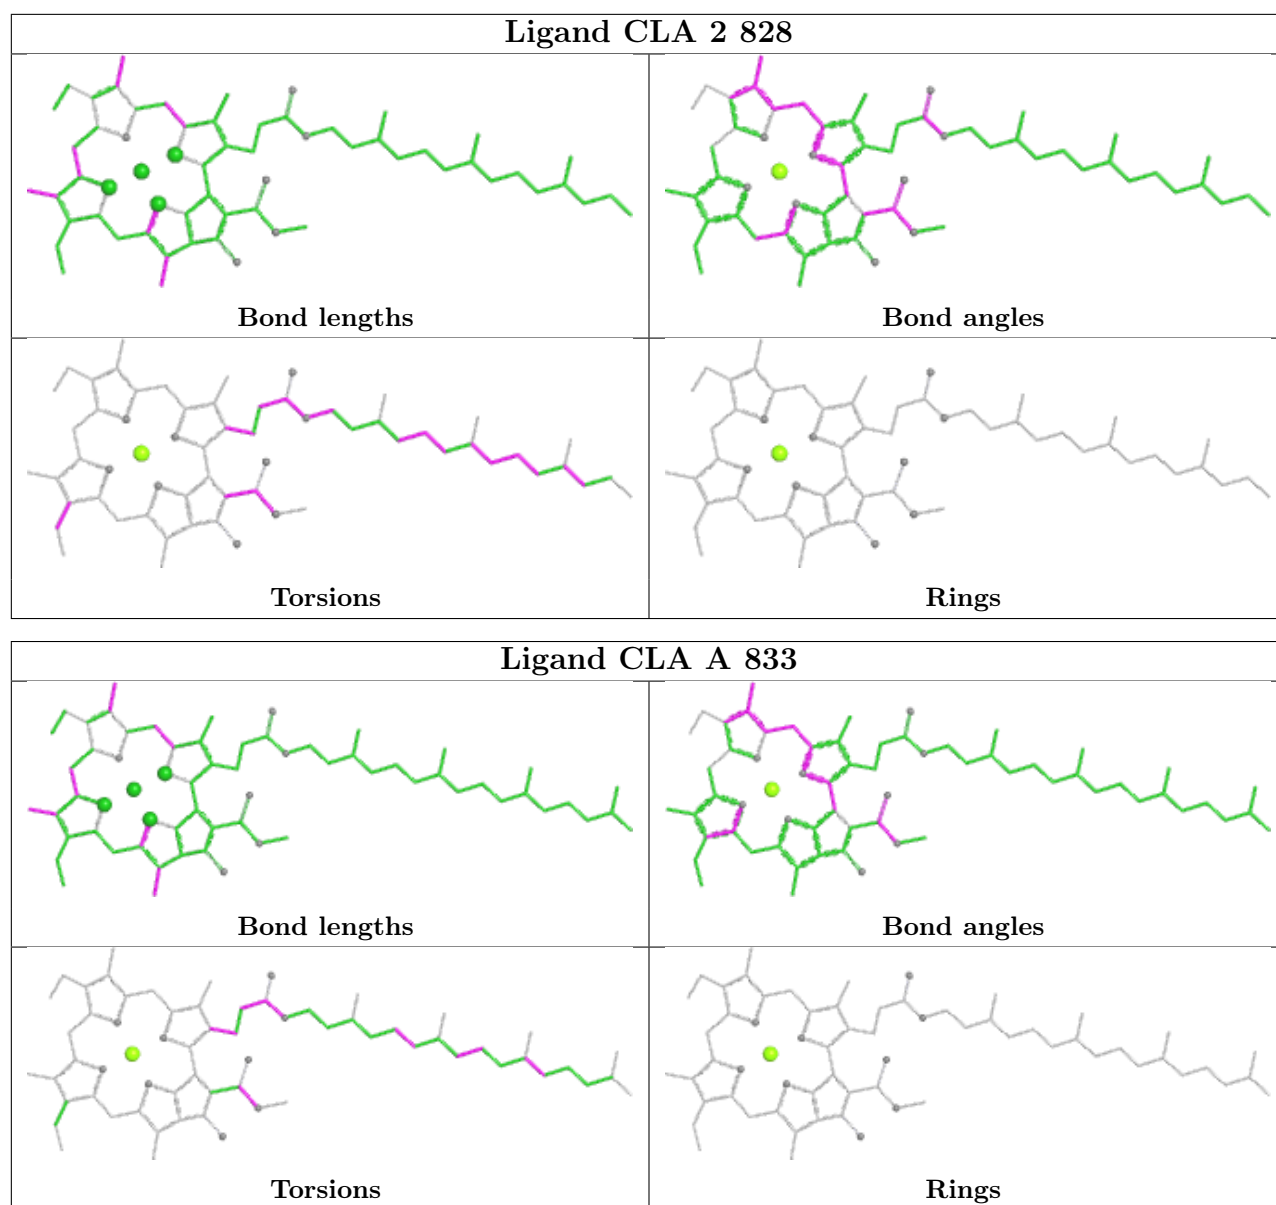 Ligand CLA 2 828
Bond lengths
Bond angles
Torsions
Rings
Ligand CLA A 833
Bond lengths
Bond angles
Torsions
Rings